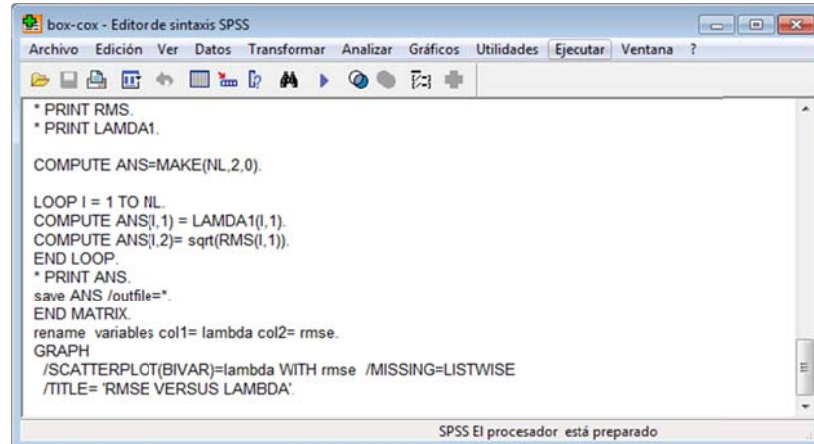 box-cox - Editor de sintaxis SPSS
Archivo Edición Ver Datos Transformar Analizar Gráficos Utilidades Ejecutar Ventana ?
* PRINT RMS.
* PRINT LAMDA1.
COMPUTE ANS=MAKE(NL,2,0).
LOOP I = 1 TO NL.
COMPUTE ANS(I,1) = LAMDA1(I,1).
COMPUTE ANS(I,2)= sqrt(RMS(I,1)).
END LOOP.
* PRINT ANS.
save ANS /outfile=*.
END MATRIX.
rename variables col1= lambda col2= rmse.
GRAPH
/SCATTERPLOT(BIVAR)=lambda WITH rmse /MISSING=LISTWISE
/TITLE= 'RMSE VERSUS LAMBDA'.
SPSS El procesador está preparado